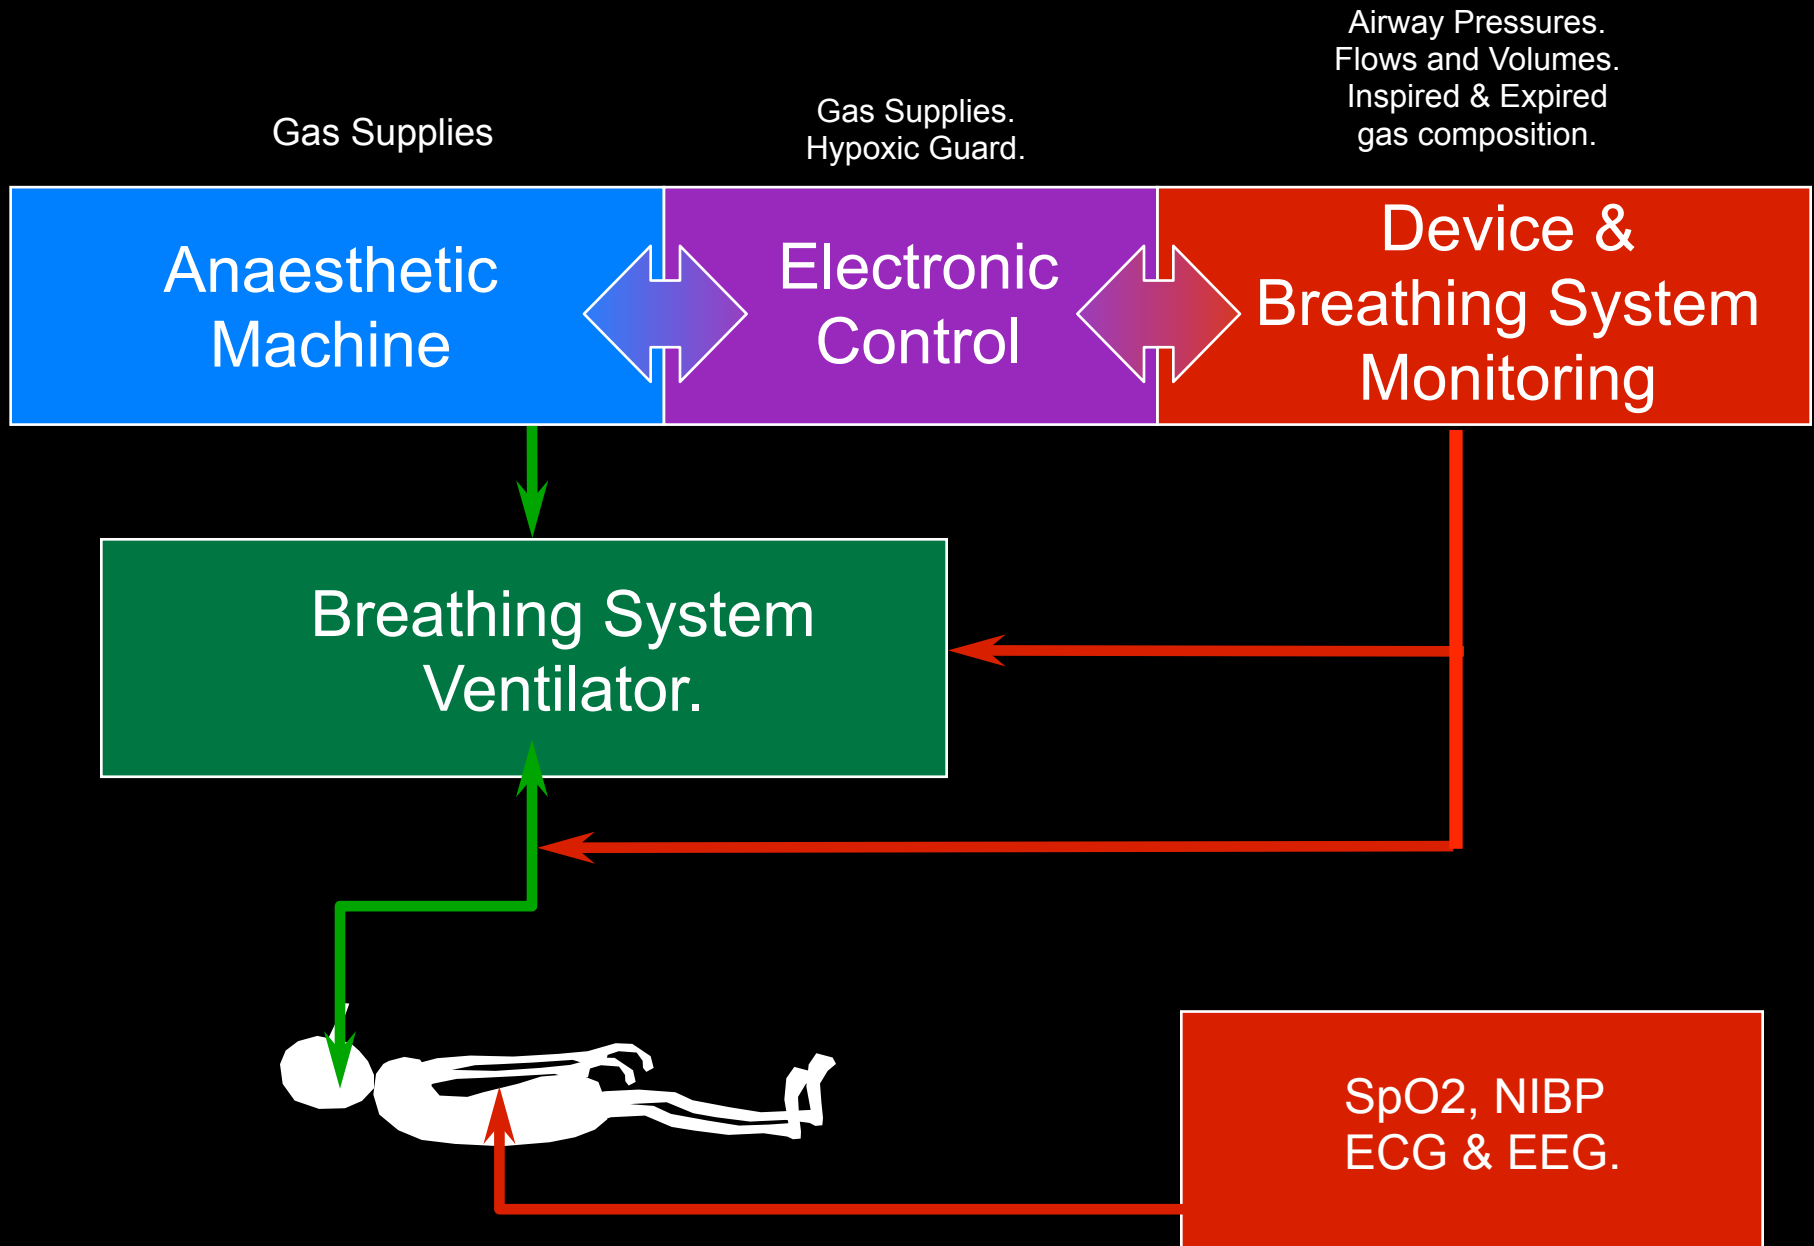 Gas Supplies
Gas Supplies.
Hypoxic Guard.
Airway Pressures.
Flows and Volumes.
Inspired & Expired
gas composition.
Anaesthetic
Machine
Electronic
Control
Device &
Breathing System
Monitoring
Breathing System
Ventilator.
SpO2, NIBP
ECG & EEG.